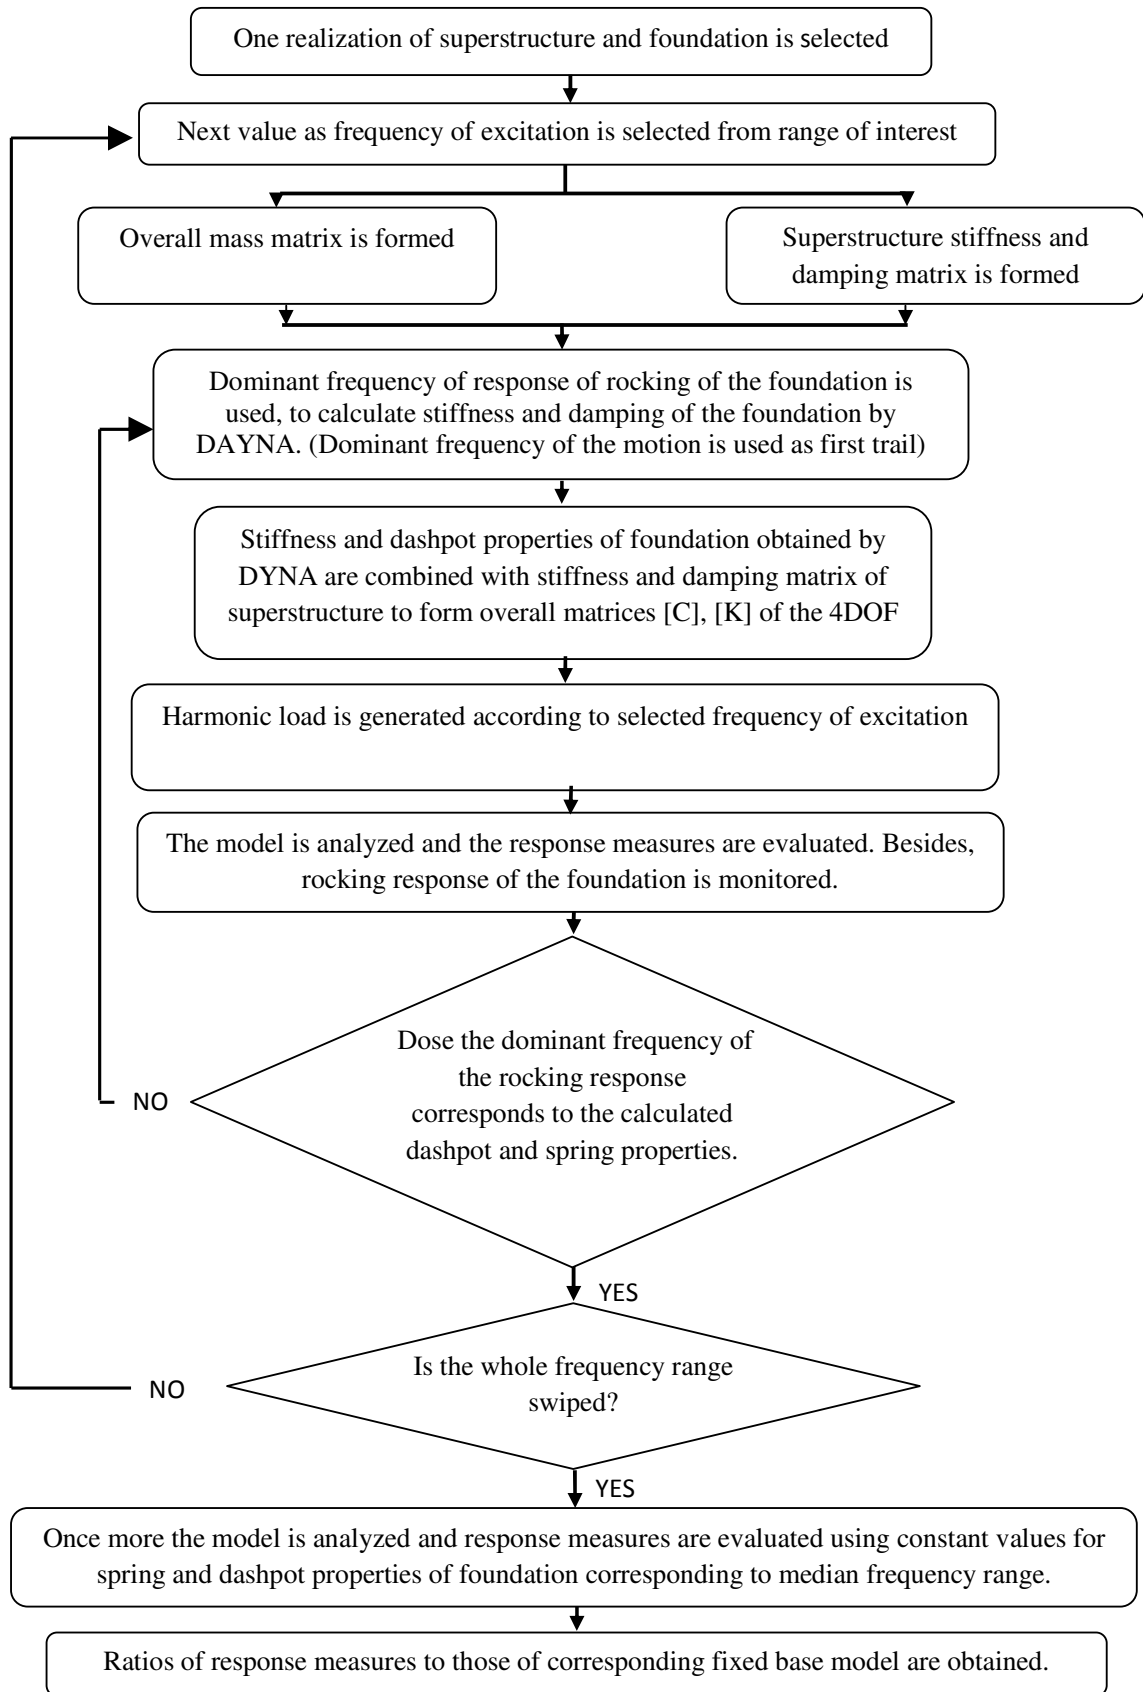 One realization of superstructure and foundation is selected
Next value as frequency of excitation is selected from range of interest
Overall mass matrix is formed
Superstructure stiffness and
damping matrix is formed
Dominant frequency of response of rocking of the foundation is
used, to calculate stiffness and damping of the foundation by
DAYNA. (Dominant frequency of the motion is used as first trail)
Stiffness and dashpot properties of foundation obtained by
DYNA are combined with stiffness and damping matrix of
superstructure to form overall matrices [C], [K] of the 4DOF
Harmonic load is generated according to selected frequency of excitation
The model is analyzed and the response measures are evaluated. Besides,
rocking response of the foundation is monitored.
Dose the dominant frequency of
the rocking response
corresponds to the calculated
dashpot and spring properties.
NO
YES
Is the whole frequency range
swiped?
NO
YES
Once more the model is analyzed and response measures are evaluated using constant values for
spring and dashpot properties of foundation corresponding to median frequency range.
Ratios of response measures to those of corresponding fixed base model are obtained.